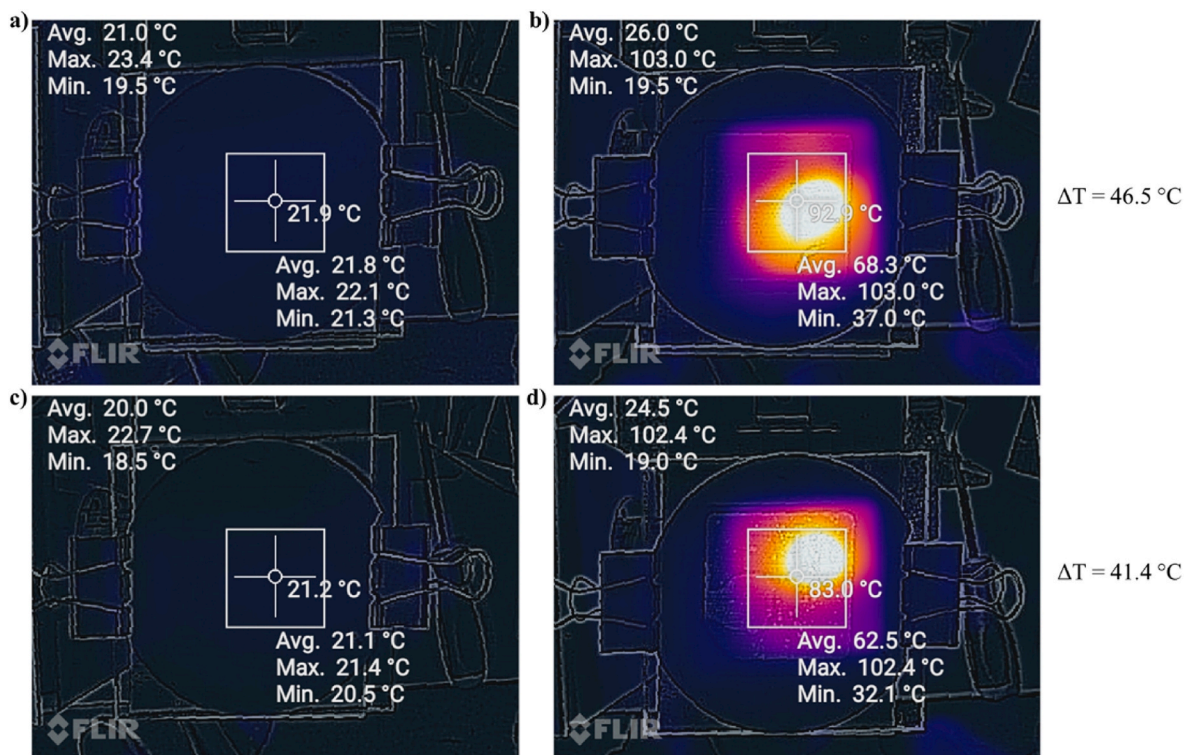 a)
Avg. 21.0 °C
Max. 23.4 °C
Min. 19.5 °C
21.9 °C
Avg. 21.8 °C
Max. 22.1 °C
Min. 21.3 °C
FLIR
b)
Avg. 26.0 °C
Max. 103.0 °C
Min. 19.5 °C
92.9 °C
Avg. 68.3 °C
Max. 103.0 °C
Min. 37.0 °C
FLIR
ΔT = 46.5 °C
c)
Avg. 20.0 °C
Max. 22.7 °C
Min. 18.5 °C
21.2 °C
Avg. 21.1 °C
Max. 21.4 °C
Min. 20.5 °C
FLIR
d)
Avg. 24.5 °C
Max. 102.4 °C
Min. 19.0 °C
83.0 °C
Avg. 62.5 °C
Max. 102.4 °C
Min. 32.1 °C
FLIR
ΔT = 41.4 °C